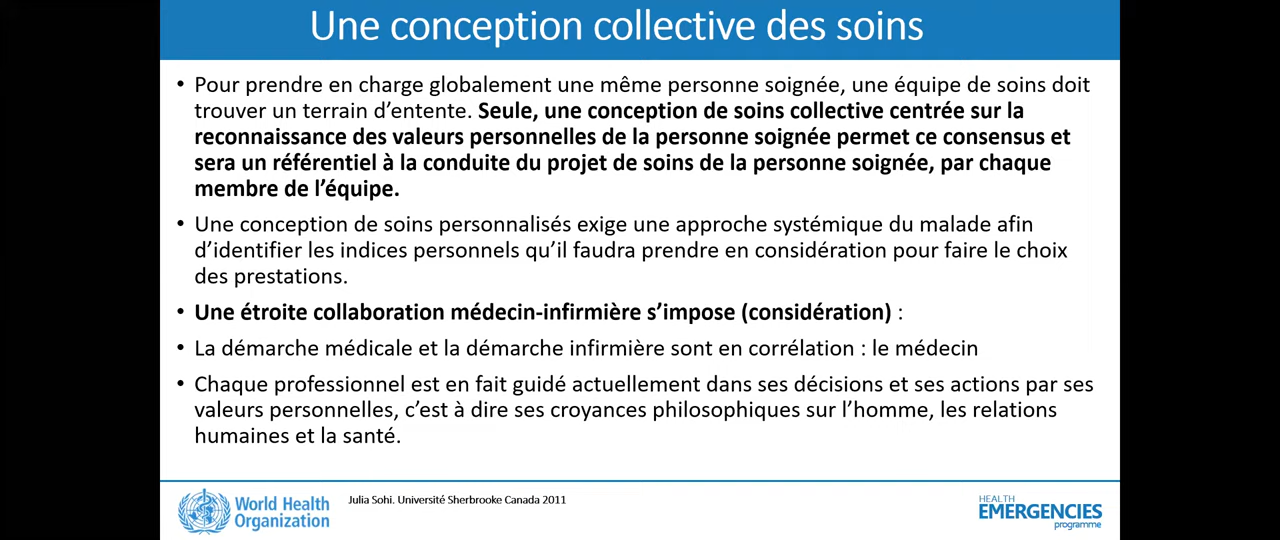 Une conception collective des soins
• Pour prendre en charge globalement une même personne soignée, une équipe de soins doit
trouver un terrain d'entente. Seule, une conception de soins collective centrée sur la
reconnaissance des valeurs personnelles de la personne soignée permet ce consensus et
sera un référentiel à la conduite du projet de soins de la personne soignée, par chaque
membre de l'équipe.
• Une conception de soins personnalisés exige une approche systémique du malade afin
d'identifier les indices personnels qu'il faudra prendre en considération pour faire le choix
des prestations.
• Une étroite collaboration médecin-infirmière s'impose (considération) :
• La démarche médicale et la démarche infirmière sont en corrélation : le médecin
• Chaque professionnel est en fait guidé actuellement dans ses décisions et ses actions par ses
valeurs personnelles, c'est à dire ses croyances philosophiques sur l'homme, les relations
humaines et la santé.
World Health
Organization
Julia Sohi. Université Sherbrooke Canada 2011
HEALTH
EMERGENCIES
programme